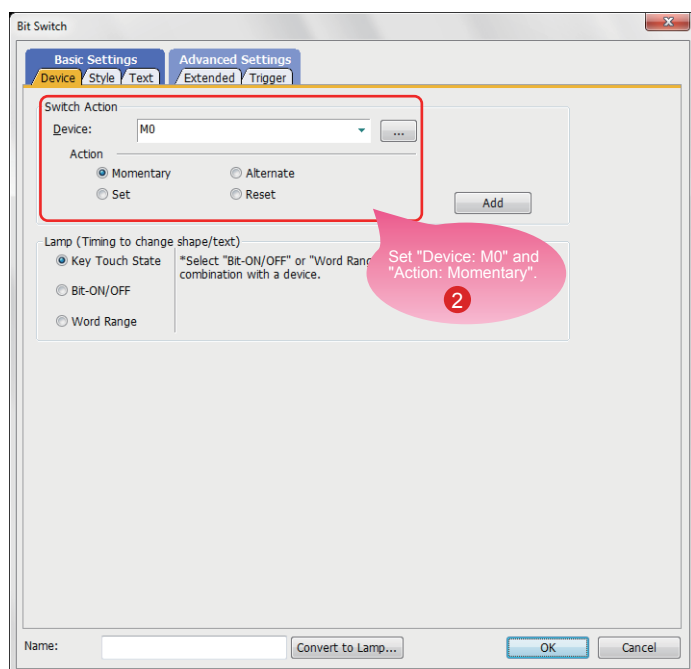 Bit Switch
Basic Settings
Advanced Settings
Device
Style
Text
Extended
Trigger
Switch Action
Device:
M0
...
Action
Momentary
Alternate
Set
Reset
Add
Lamp (Timing to change shape/text)
Key Touch State
*Select "Bit-ON/OFF" or "Word Rang
combination with a device.
Bit-ON/OFF
Word Range
Set "Device: M0" and
"Action: Momentary".
2
Name:
Convert to Lamp...
OK
Cancel